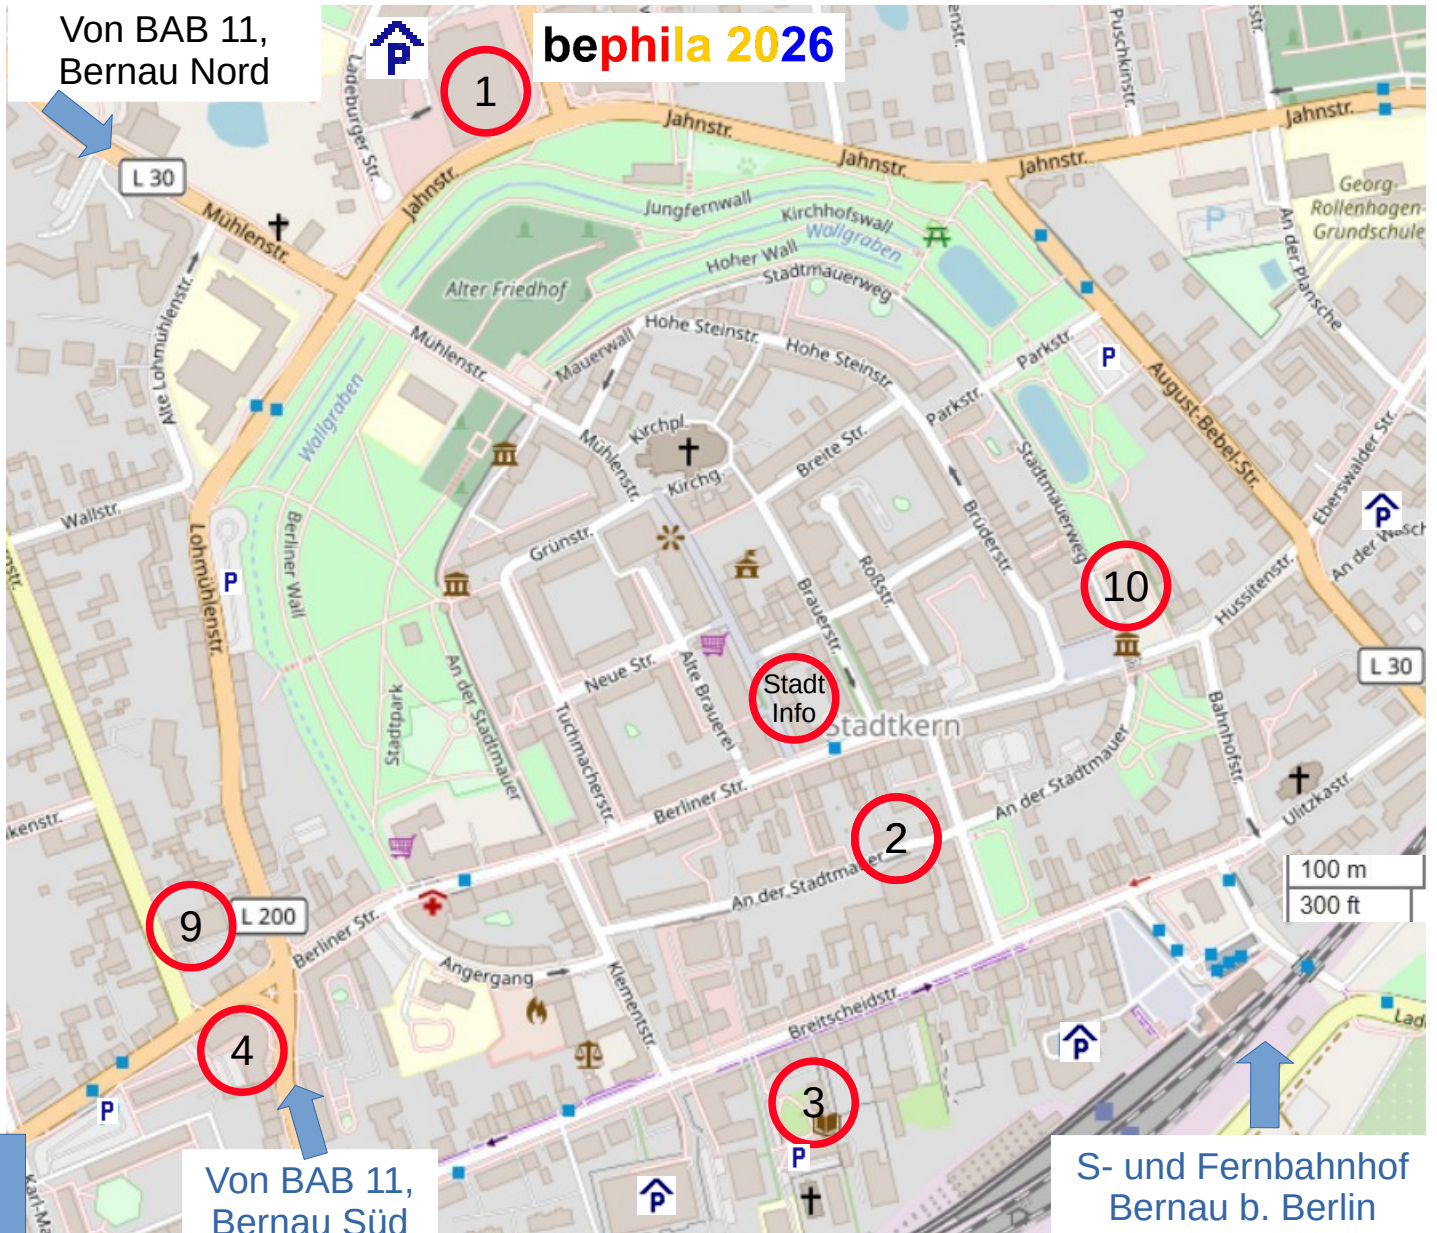 Von BAB 11,
Bernau Nord
P
1
bephila 2026
Ladeburger Str.
Puschkinstr.
Jahnstr.
Jahnstr.
Jahnstr.
Jahnstr.
Jahnstr.
L 30
Mühlenstr.
Georg-
Rollenhagen-
Grundschule
P
An der Plansche
Jungfernwall
Kirchhofswall
Wallgraben
Hoher Wall
Stadtmauerweg
Alter Friedhof
Alte Lohmühlenstr.
Mühlenstr.
Mauerwall
Hohe Steinstr.
Hohe Steinstr.
Parkstr.
P
August-Bebel-Str.
Wallgraben
Parkstr.
Kirchpl.
Mühlenstr.
Kirchg.
Breite Str.
Stadtmauerweg
Eberswalder Str.
P
Wallstr.
Lohmühlenstr.
Berliner Wall
P
Grünstr.
Brüderstr.
Roßstr.
Brauerstr.
10
An der Wasch
Hussitenstr.
Neue Str.
Alte Brauerei
Stadt
Info
Stadtkern
L 30
An der Stadtmauer
Stadtpark
Tuchmacherstr.
Bahnhofstr.
Berliner Str.
An der Stadtmauer
Ulitzkastr.
2
An der Stadtmauer
100 m
300 ft
9
L 200
Berliner Str.
Angergang
Klementstr.
Breitscheidstr.
P
4
3
P
P
P
Von BAB 11,
Bernau Süd
S- und Fernbahnhof
Bernau b. Berlin